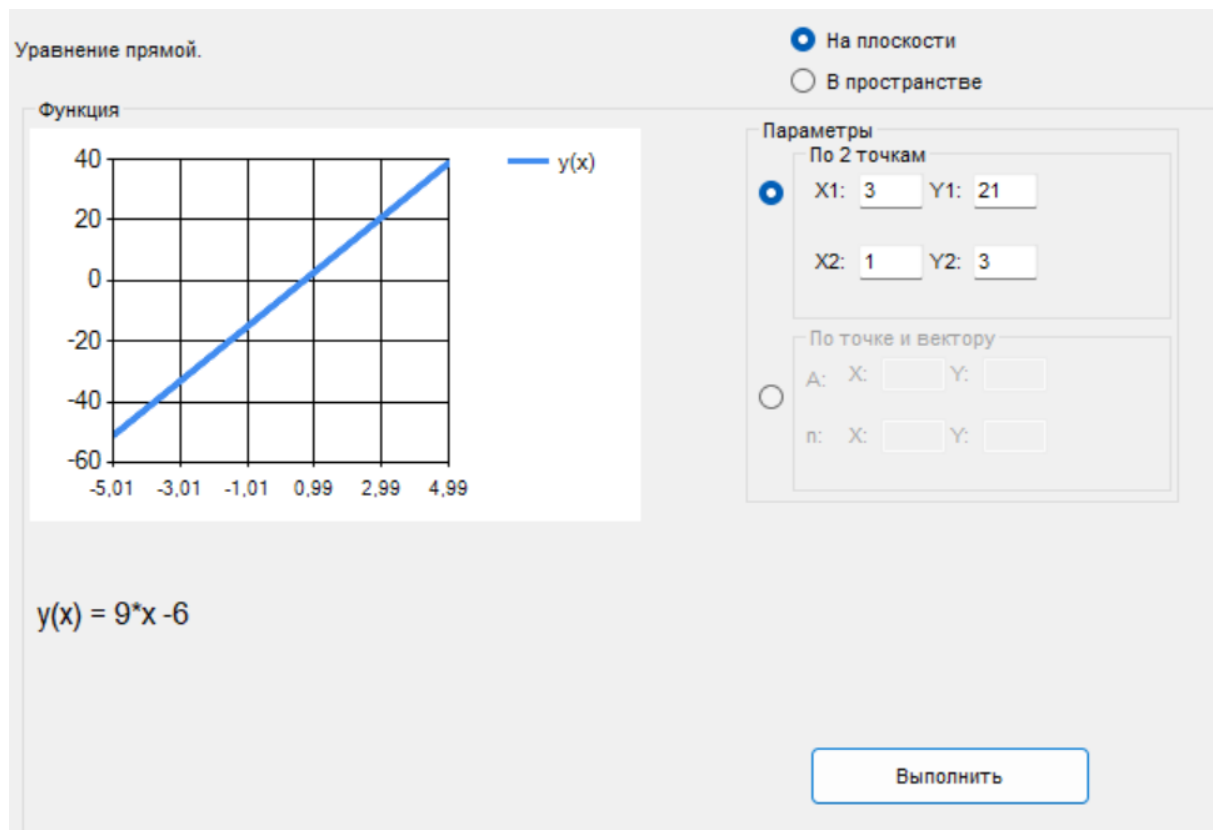 Уравнение прямой.
На плоскости
В пространстве
Функция
40
20
0
-20
-40
-60
-5,01 -3,01 -1,01 0,99 2,99 4,99
y(x)
Параметры
По 2 точкам
X1: 3 Y1: 21
X2: 1 Y2: 3
По точке и вектору
A: X: Y:
n: X: Y:
y(x) = 9*x -6
Выполнить